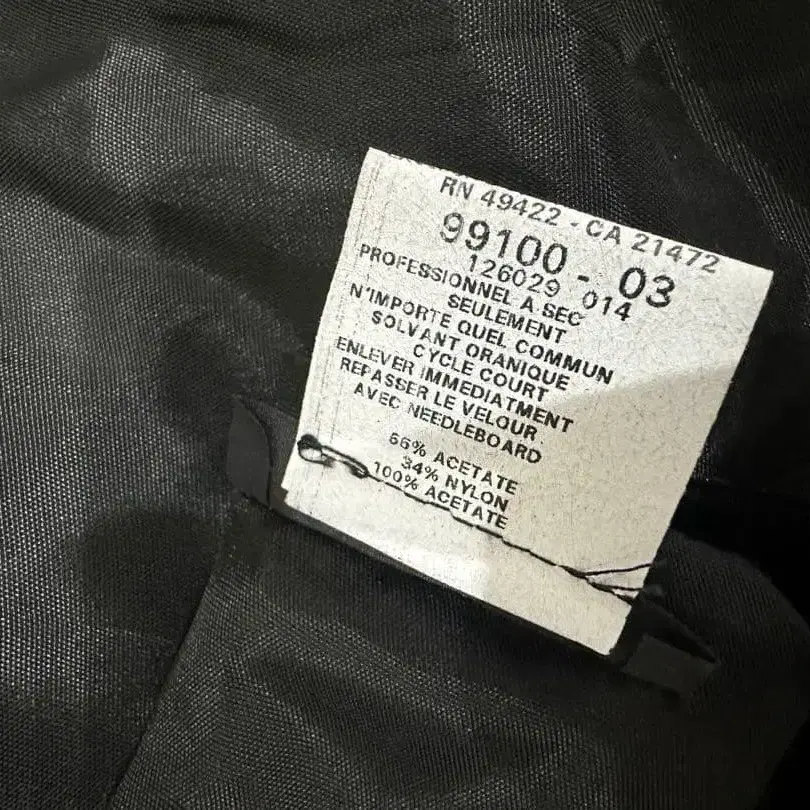 RN 49422 - CA 21472
99100 - 03
126029 014
PROFESSIONNEL A SEC
SEULEMENT
N'IMPORTE QUEL COMMUN
SOLVANT ORANIQUE
CYCLE COURT
ENLEVER IMMEDIATMENT
REPASSER LE VELOUR
AVEC NEEDLEBOARD
66% ACETATE
34% NYLON
100% ACETATE